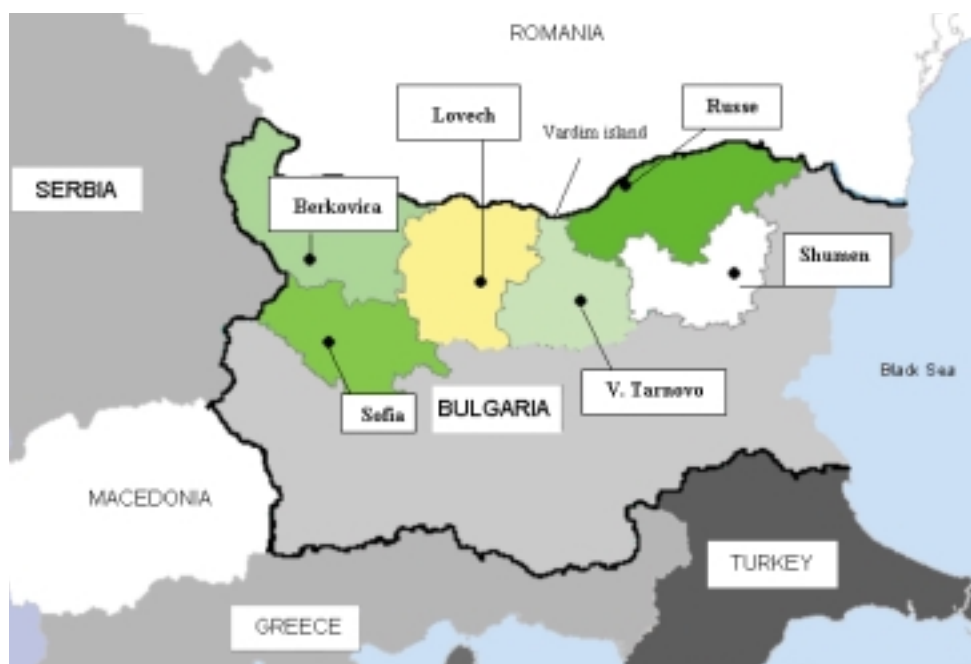 ROMANIA
Lovech
Russe
Vardim island
SERBIA
Berkovica
Shumen
Black Sea
V. Tarnovo
Sofia
BULGARIA
MACEDONIA
TURKEY
GREECE